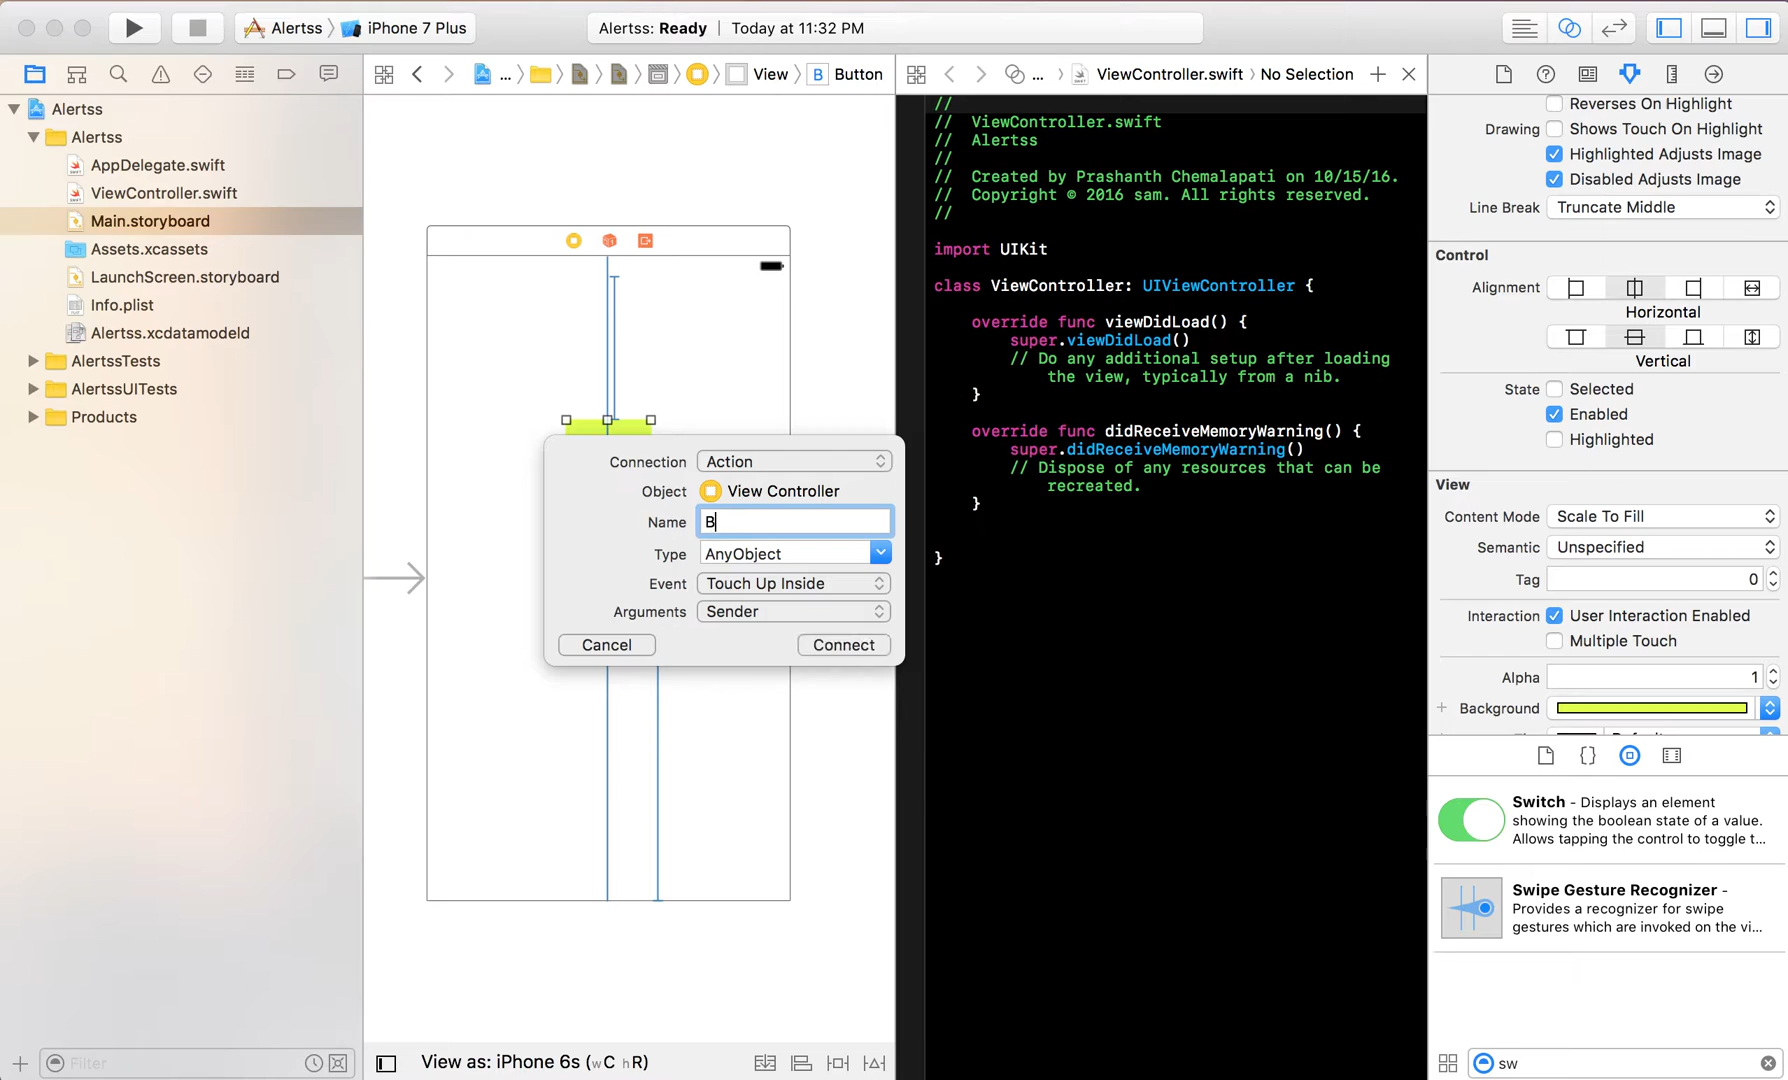 Alertss
iPhone 7 Plus
Alertss: Ready | Today at 11:32 PM
...
View
B
Button
...
ViewController.swift
No Selection
Alertss
Alertss
AppDelegate.swift
ViewController.swift
Main.storyboard
Assets.xcassets
LaunchScreen.storyboard
Info.plist
Alertss.xcdatamodeld
AlertssTests
AlertssUITests
Products
Connection Action
Object View Controller
Name B
Type AnyObject
Event Touch Up Inside
Arguments Sender
Cancel Connect
//
// ViewController.swift
// Alertss
//
// Created by Prashanth Chemalapati on 10/15/16.
// Copyright © 2016 sam. All rights reserved.
//
import UIKit
class ViewController: UIViewController {
override func viewDidLoad() {
super.viewDidLoad()
// Do any additional setup after loading
the view, typically from a nib.
}
override func didReceiveMemoryWarning() {
super.didReceiveMemoryWarning()
// Dispose of any resources that can be
recreated.
}
}
Reverses On Highlight
Drawing Shows Touch On Highlight
Highlighted Adjusts Image
Disabled Adjusts Image
Line Break Truncate Middle
Control
Alignment
Horizontal
Vertical
State Selected
Enabled
Highlighted
View
Content Mode Scale To Fill
Semantic Unspecified
Tag 0
Interaction User Interaction Enabled
Multiple Touch
Alpha 1
Background
Switch - Displays an element
showing the boolean state of a value.
Allows tapping the control to toggle t...
Swipe Gesture Recognizer -
Provides a recognizer for swipe
gestures which are invoked on the vi...
Filter
View as: iPhone 6s (wC hR)
sw